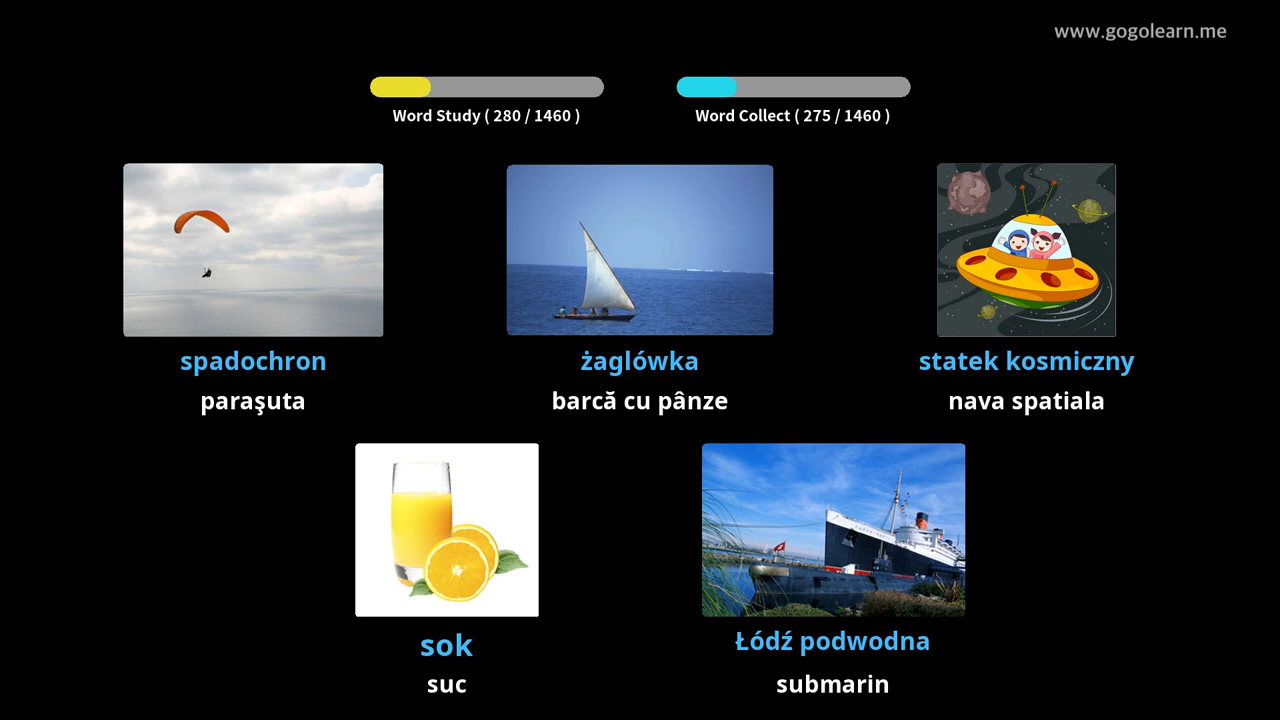 www.gogolearn.me
Word Study ( 280 / 1460 )
Word Collect ( 275 / 1460 )
spadochron
żaglówka
statek kosmiczny
paraşuta
barcă cu pânze
nava spatiala
sok
Łódź podwodna
suc
submarin